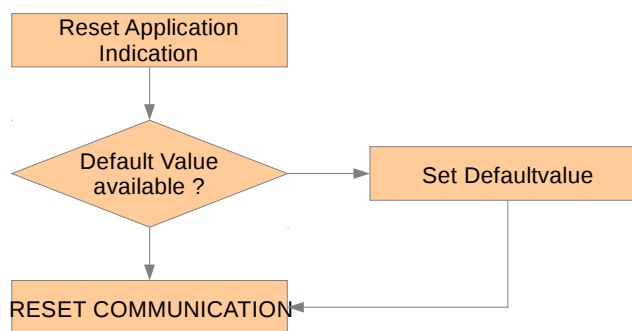 Reset Application
Indication
Default Value
available ?
Set Defaultvalue
RESET COMMUNICATION